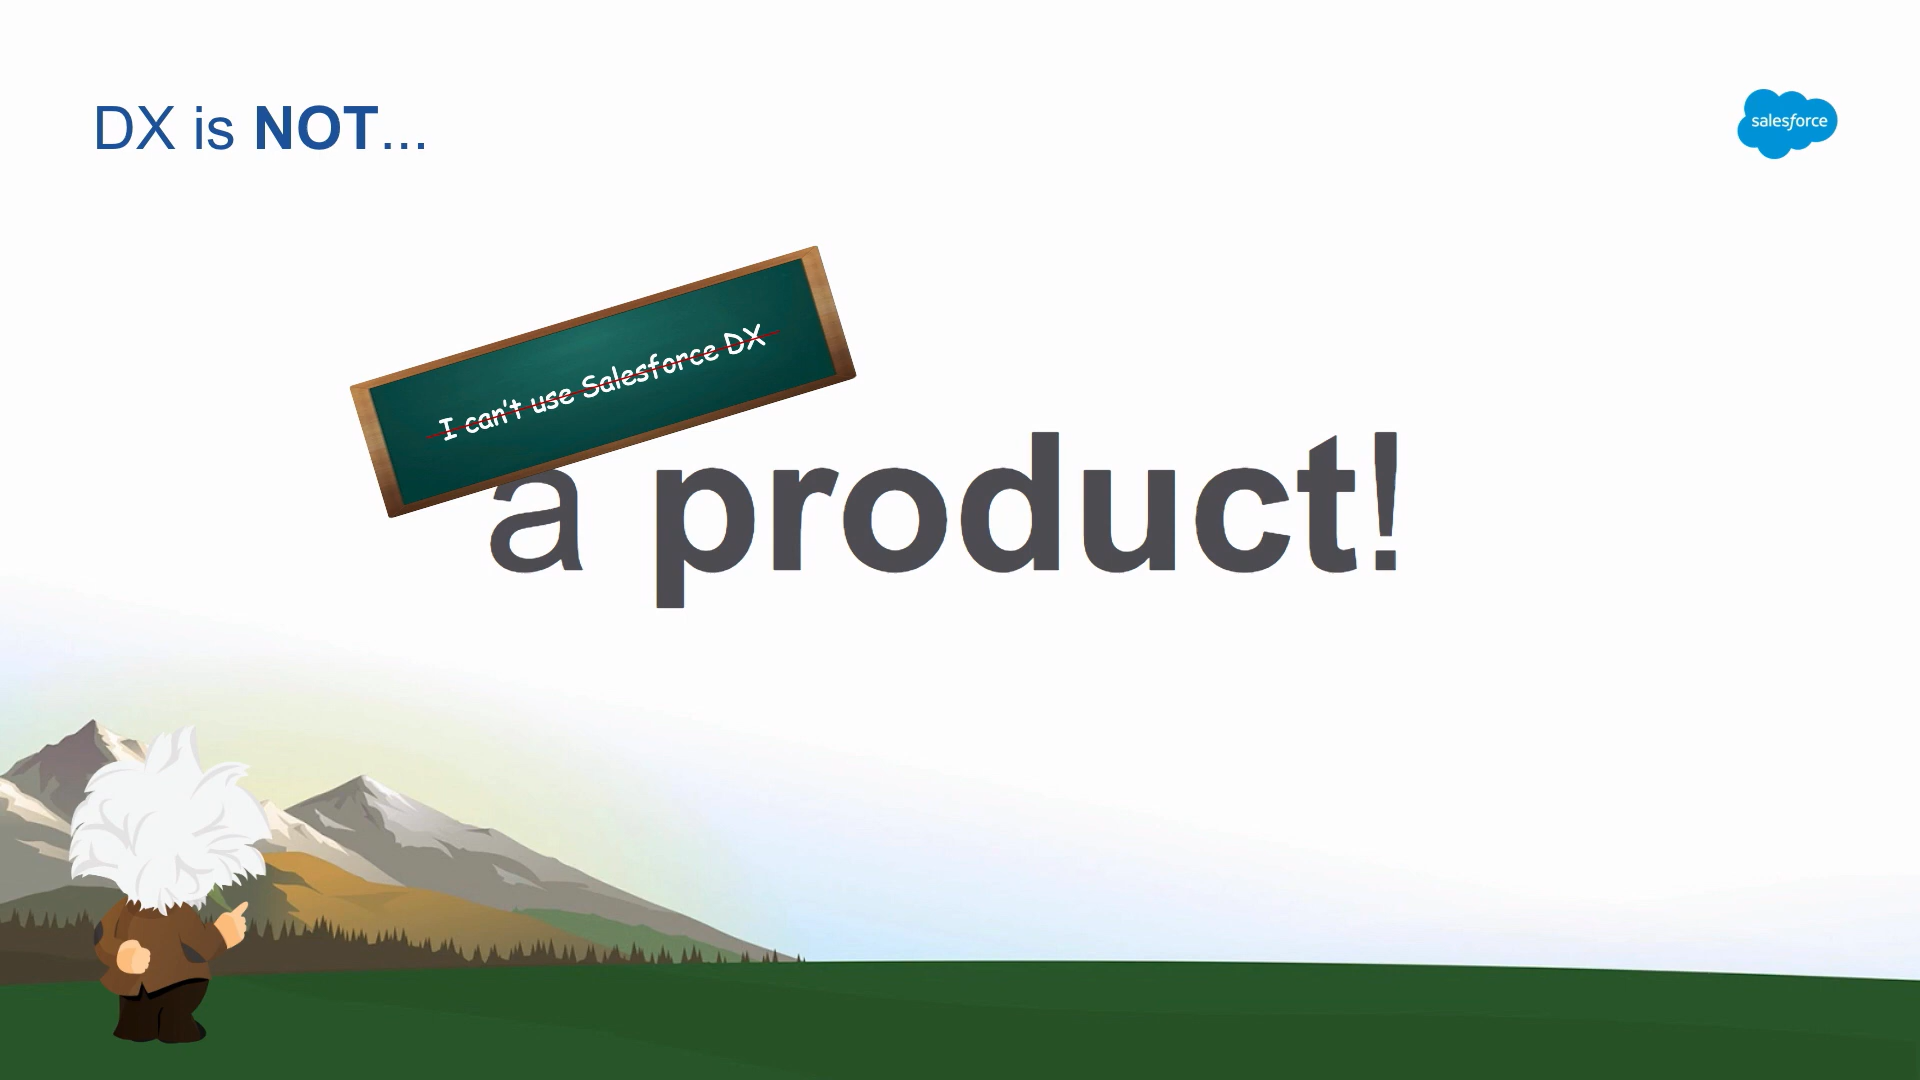 DX is NOT...
salesforce
I can't use Salesforce DX
a product!